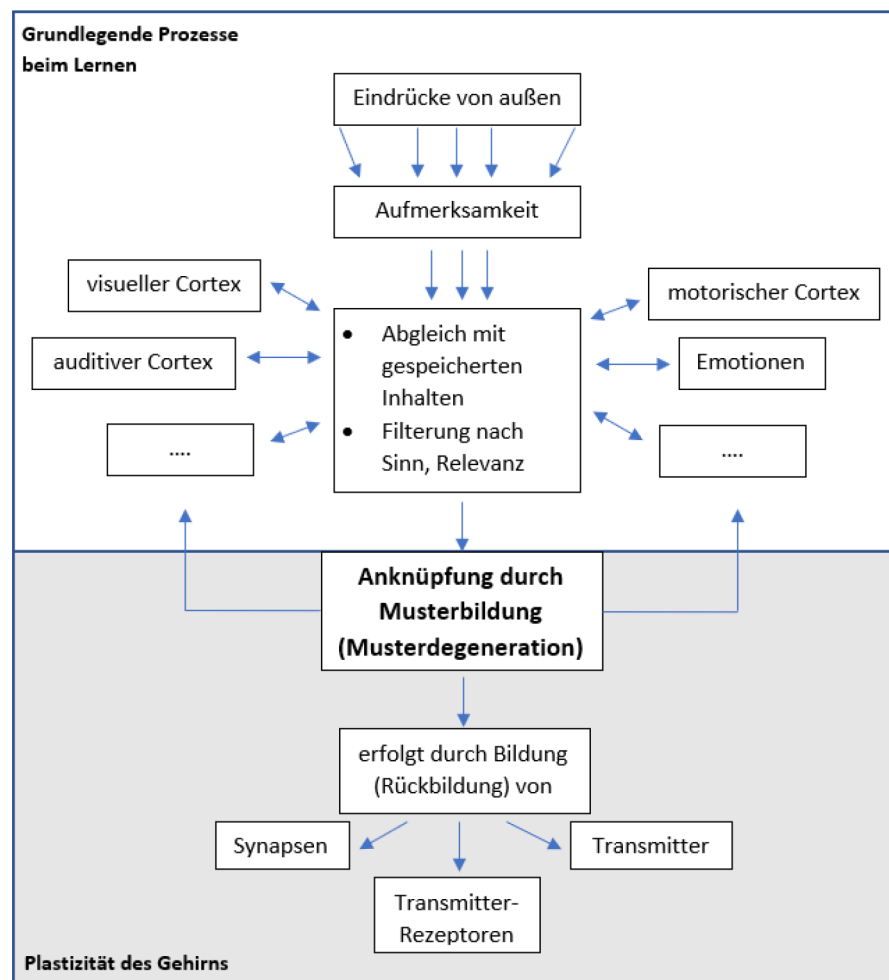 Grundlegende Prozesse
beim Lernen
Eindrücke von außen
Aufmerksamkeit
visueller Cortex
motorischer Cortex
auditiver Cortex
• Abgleich mit
gespeicherten
Inhalten
• Filterung nach
Sinn, Relevanz
Emotionen
....
....
Anknüpfung durch
Musterbildung
(Musterdegeneration)
erfolgt durch Bildung
(Rückbildung) von
Synapsen
Transmitter
Transmitter-
Rezeptoren
Plastizität des Gehirns